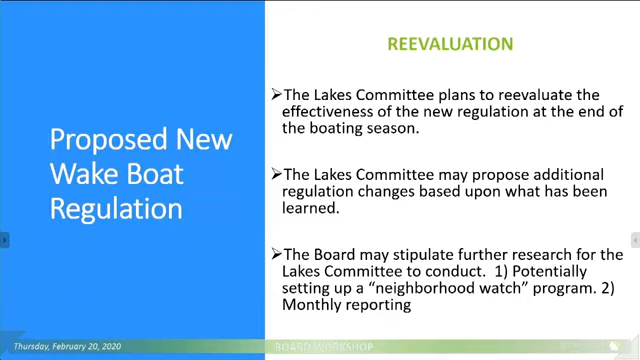 REEVALUATION
➢The Lakes Committee plans to reevaluate the
effectiveness of the new regulation at the end of
the boating season.
Proposed New
Wake Boat
Regulation
➢The Lakes Committee may propose additional
regulation changes based upon what has been
learned.
➢The Board may stipulate further research for the
Lakes Committee to conduct. 1) Potentially
setting up a “neighborhood watch” program. 2)
Monthly reporting
Thursday, February 20, 2020
BOARD WORKSHOP